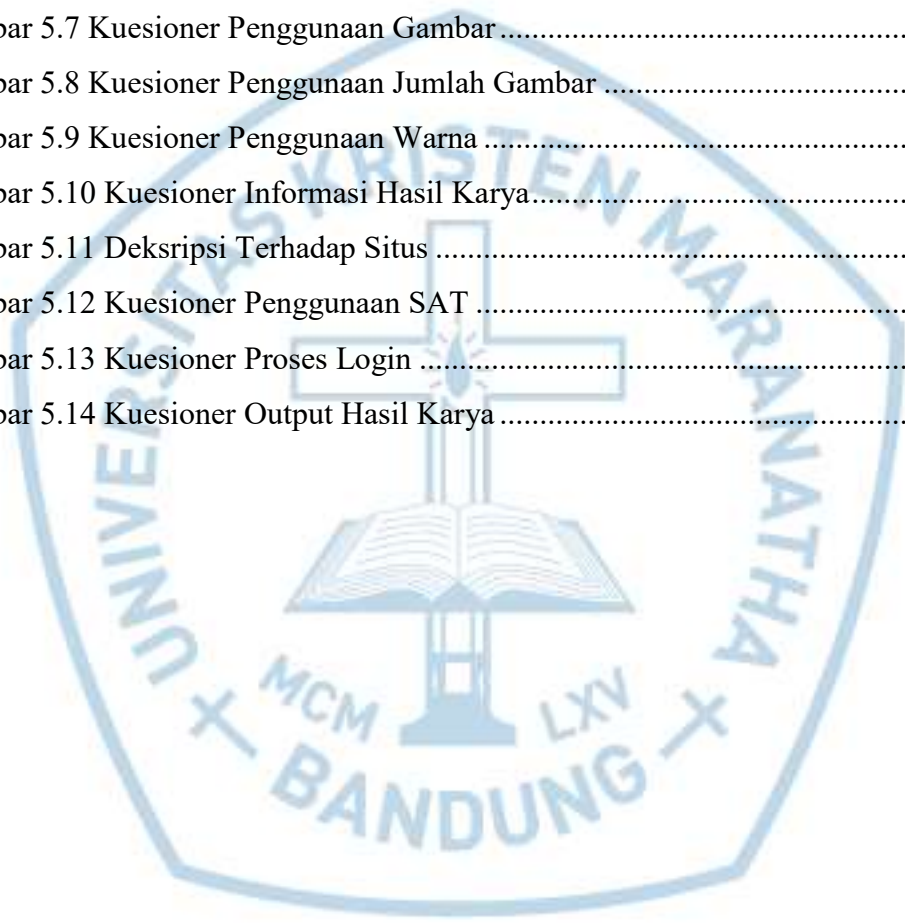 bar 5.7 Kuesioner Penggunaan Gambar
bar 5.8 Kuesioner Penggunaan Jumlah Gambar
bar 5.9 Kuesioner Penggunaan Warna
bar 5.10 Kuesioner Informasi Hasil Karya
bar 5.11 Deksripsi Terhadap Situs
bar 5.12 Kuesioner Penggunaan SAT
bar 5.13 Kuesioner Proses Login
bar 5.14 Kuesioner Output Hasil Karya
UNIVERSITAS KRISTEN MARANATHA
MCM LXV
BANDUNG